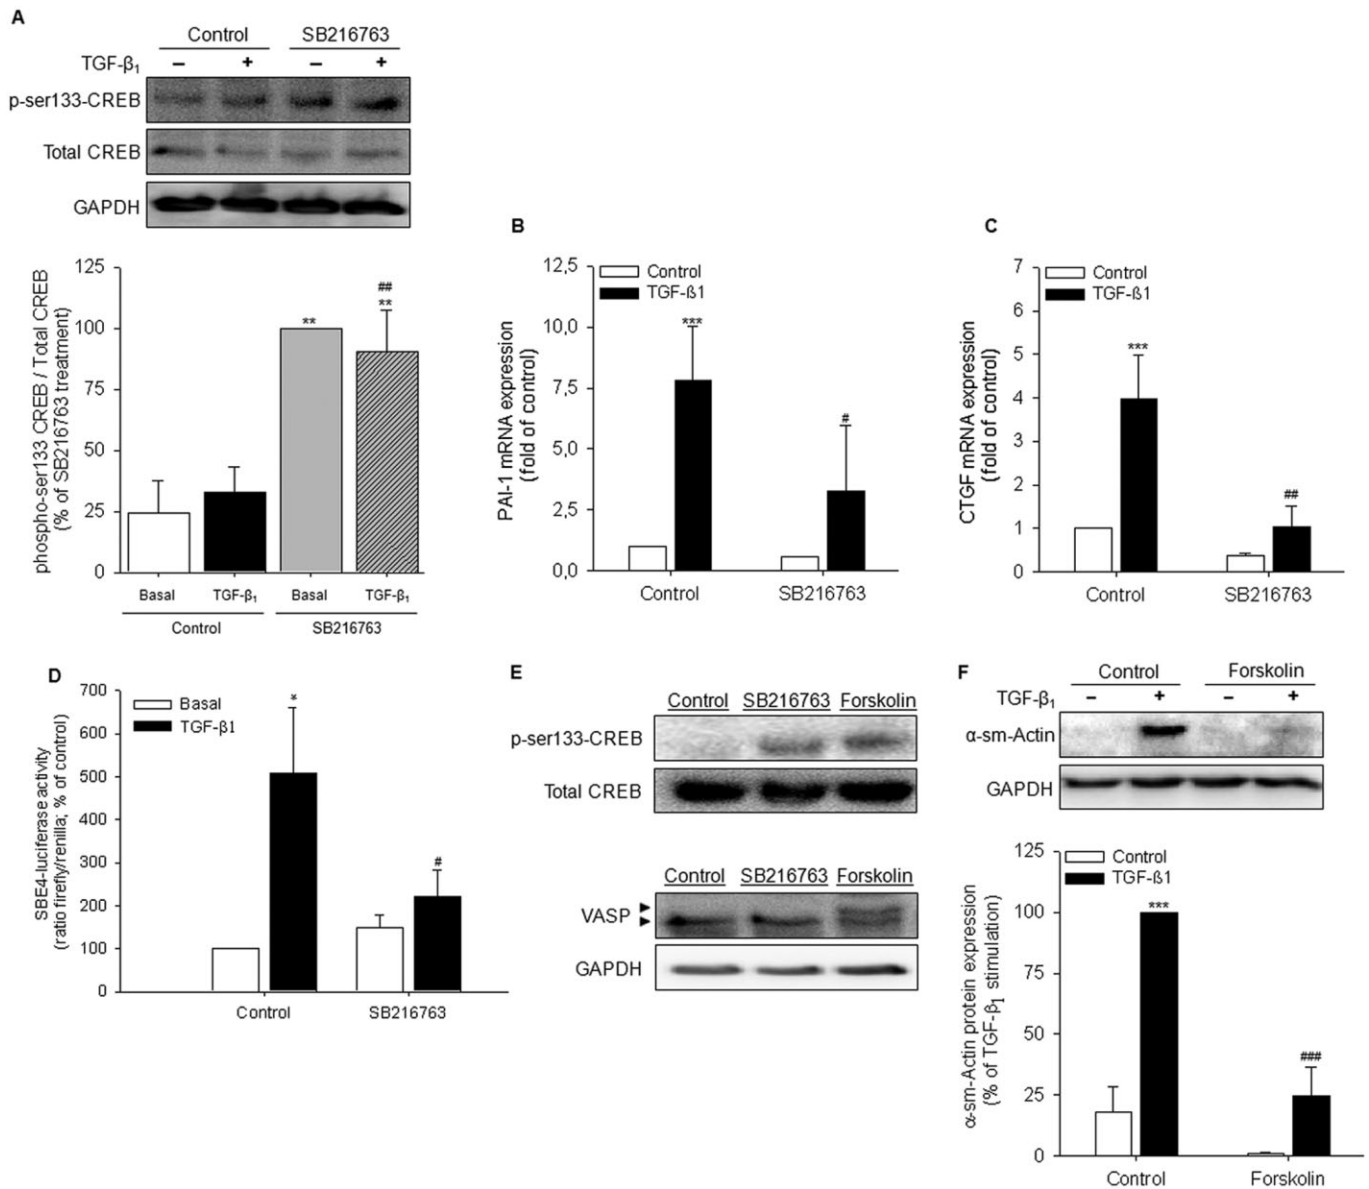 A
Control SB216763
TGF-β₁ – + – +
p-ser133-CREB
Total CREB
GAPDH
phospho-ser133 CREB / Total CREB
(% of SB216763 treatment)
125
100
75
50
25
0
**
##
**
Basal TGF-β₁ Basal TGF-β₁
Control SB216763
B
PAI-1 mRNA expression
(fold of control)
12,5
10,0
7,5
5,0
2,5
0,0
Control
TGF-ß1
***
#
Control SB216763
C
CTGF mRNA expression
(fold of control)
7
6
5
4
3
2
1
0
Control
TGF-ß1
***
##
Control SB216763
D
SBE4-luciferase activity
(ratio firefly/renilla; % of control)
700
600
500
400
300
200
100
0
Basal
TGF-β1
*
#
Control SB216763
E
Control SB216763 Forskolin
p-ser133-CREB
Total CREB
Control SB216763 Forskolin
VASP
GAPDH
F
Control Forskolin
TGF-β₁ – + – +
α-sm-Actin
GAPDH
α-sm-Actin protein expression
(% of TGF-β₁ stimulation)
125
100
75
50
25
0
Control
TGF-ß1
***
###
Control Forskolin